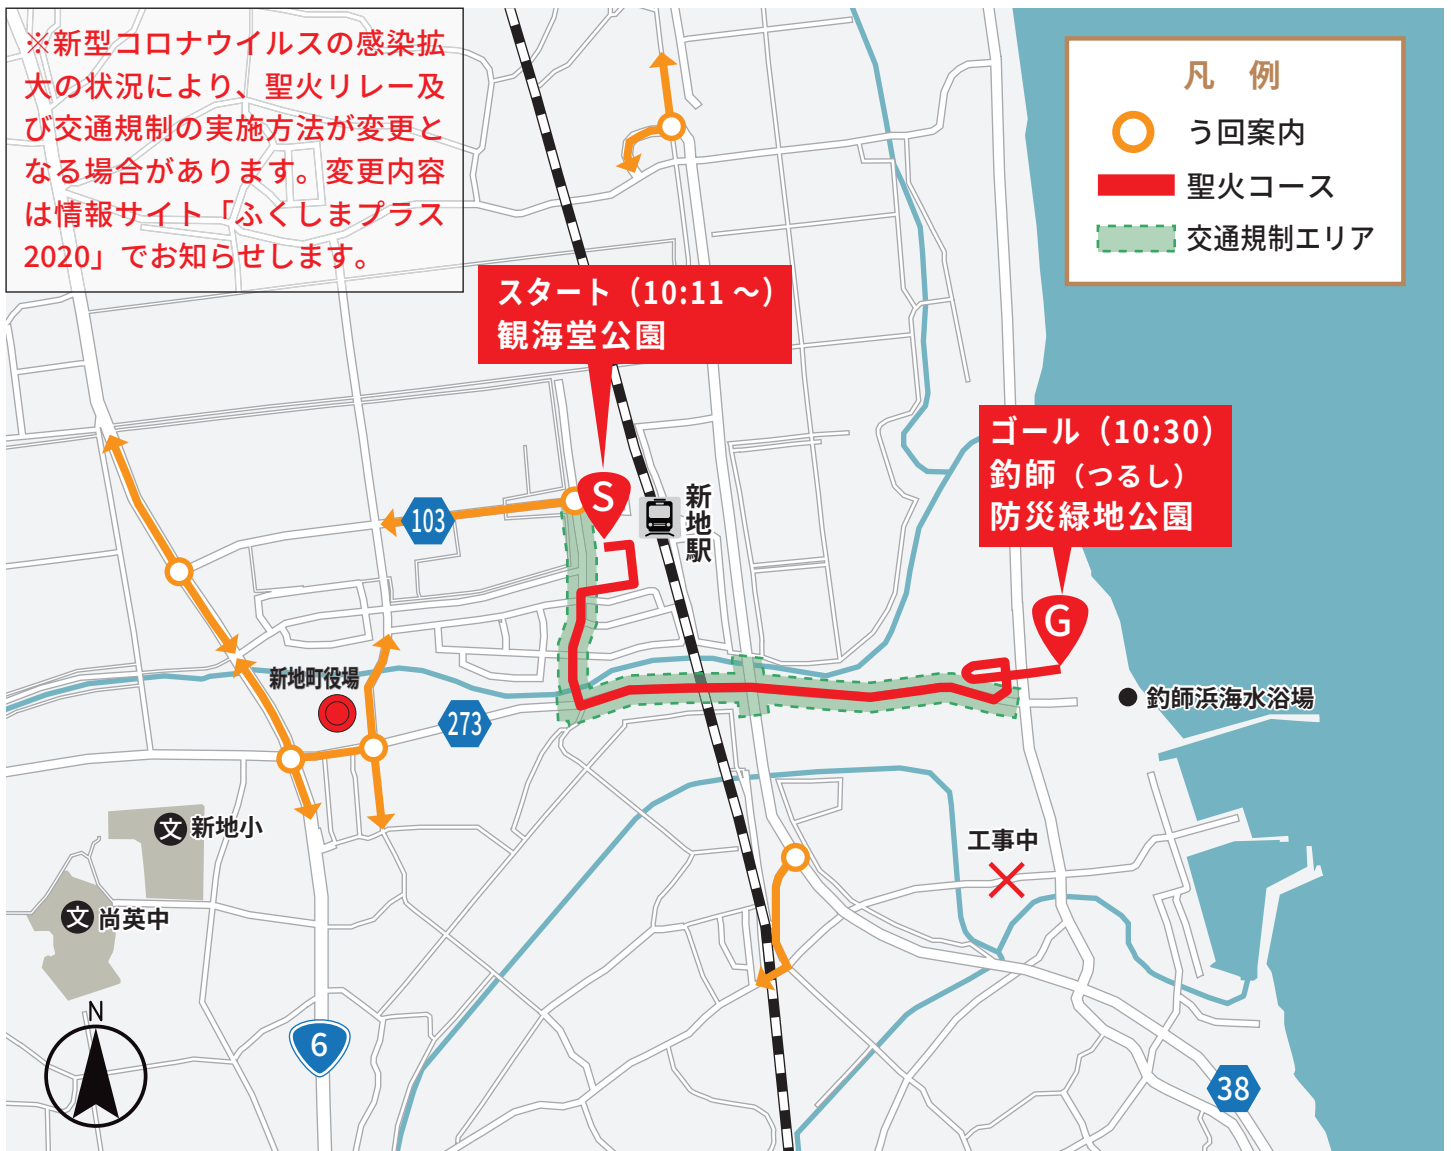 ※新型コロナウイルスの感染拡
大の状況により、聖火リレー及
び交通規制の実施方法が変更と
なる場合があります。変更内容
は情報サイト「ふくしまプラス
2020」でお知らせします。
凡 例
う回案内
聖火コース
交通規制エリア
スタート（10:11～）
観海堂公園
ゴール（10:30）
釣師（つるし）
防災緑地公園
S
新地駅
103
G
新地町役場
273
釣師浜海水浴場
文 新地小
工事中
文 尚英中
N
6
38